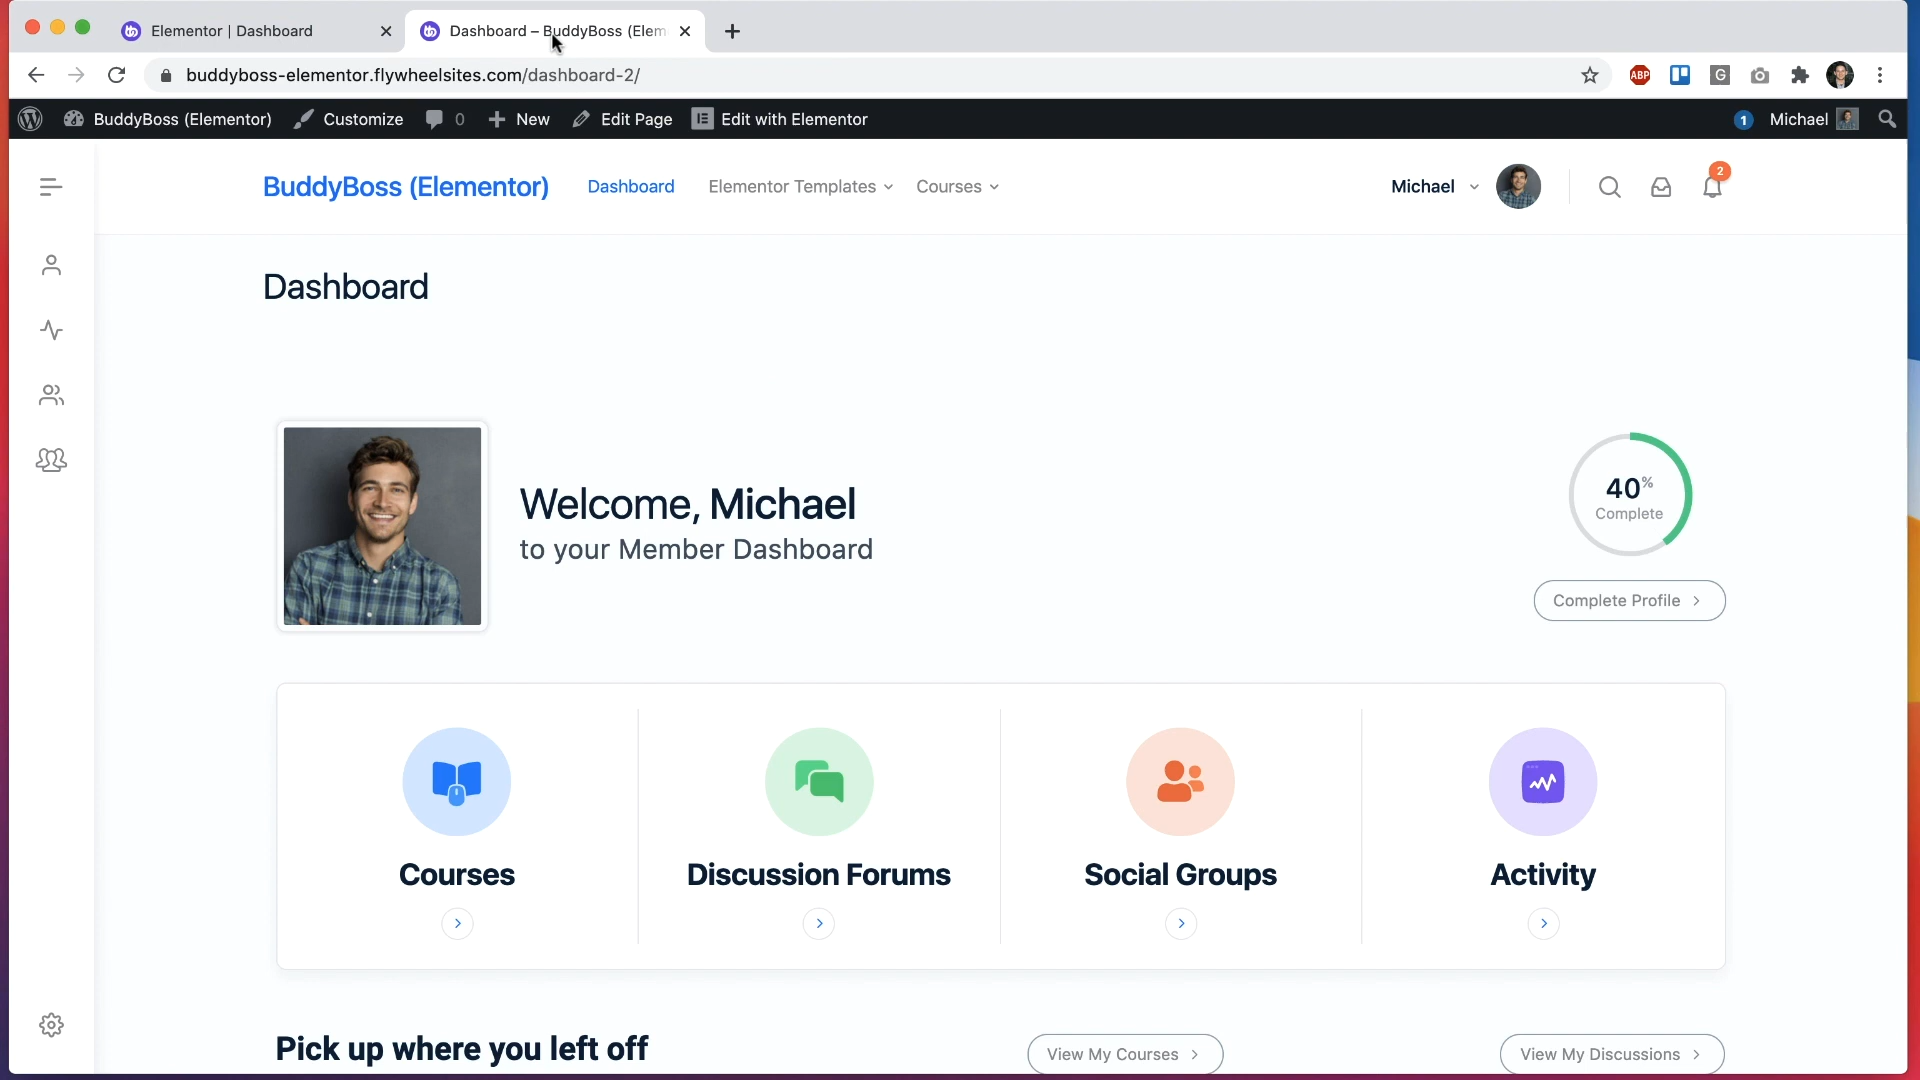 Elementor | Dashboard
Dashboard – BuddyBoss (Elem
buddyboss-elementor.flywheelsites.com/dashboard-2/
ABP
G
BuddyBoss (Elementor)
Customize
0
New
Edit Page
Edit with Elementor
1
Michael
BuddyBoss (Elementor)
Dashboard
Elementor Templates
Courses
Michael
2
Dashboard
Welcome, Michael
to your Member Dashboard
40%
Complete
Complete Profile
Courses
Discussion Forums
Social Groups
Activity
Pick up where you left off
View My Courses
View My Discussions